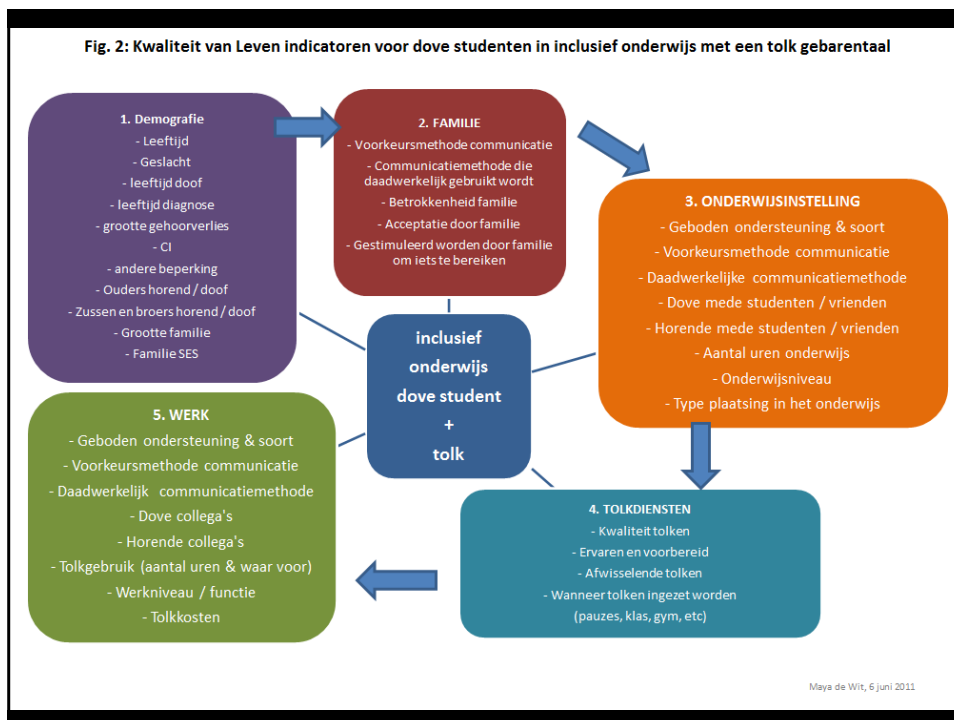 Fig. 2: Kwaliteit van Leven indicatoren voor dove studenten in inclusief onderwijs met een tolk gebarentaal
1. Demografie
- Leeftijd
- Geslacht
- leeftijd doof
- leeftijd diagnose
- grootte gehoorverlies
- CI
- andere beperking
- Ouders horend / doof
- Zussen en broers horend / doof
- Grootte familie
- Familie SES
2. FAMILIE
- Voorkeursmethode communicatie
- Communicatiemethode die
daadwerkelijk gebruikt wordt
- Betrokkenheid familie
- Acceptatie door familie
- Gestimuleerd worden door familie
om iets te bereiken
3. ONDERWIJSINSTELLING
- Geboden ondersteuning & soort
- Voorkeursmethode communicatie
- Daadwerkelijke communicatiemethode
- Dove mede studenten / vrienden
- Horende mede studenten / vrienden
- Aantal uren onderwijs
- Onderwijsniveau
- Type plaatsing in het onderwijs
inclusief
onderwijs
dove student
+
tolk
4. TOLKDIENSTEN
- Kwaliteit tolken
- Ervaren en voorbereid
- Afwisselende tolken
- Wanneer tolken ingezet worden
(pauzes, klas, gym, etc)
5. WERK
- Geboden ondersteuning & soort
- Voorkeursmethode communicatie
- Daadwerkelijk communicatiemethode
- Dove collega's
- Horende collega's
- Tolkgebruik (aantal uren & waar voor)
- Werkniveau / functie
- Tolkkosten
Maya de Wit, 6 juni 2011